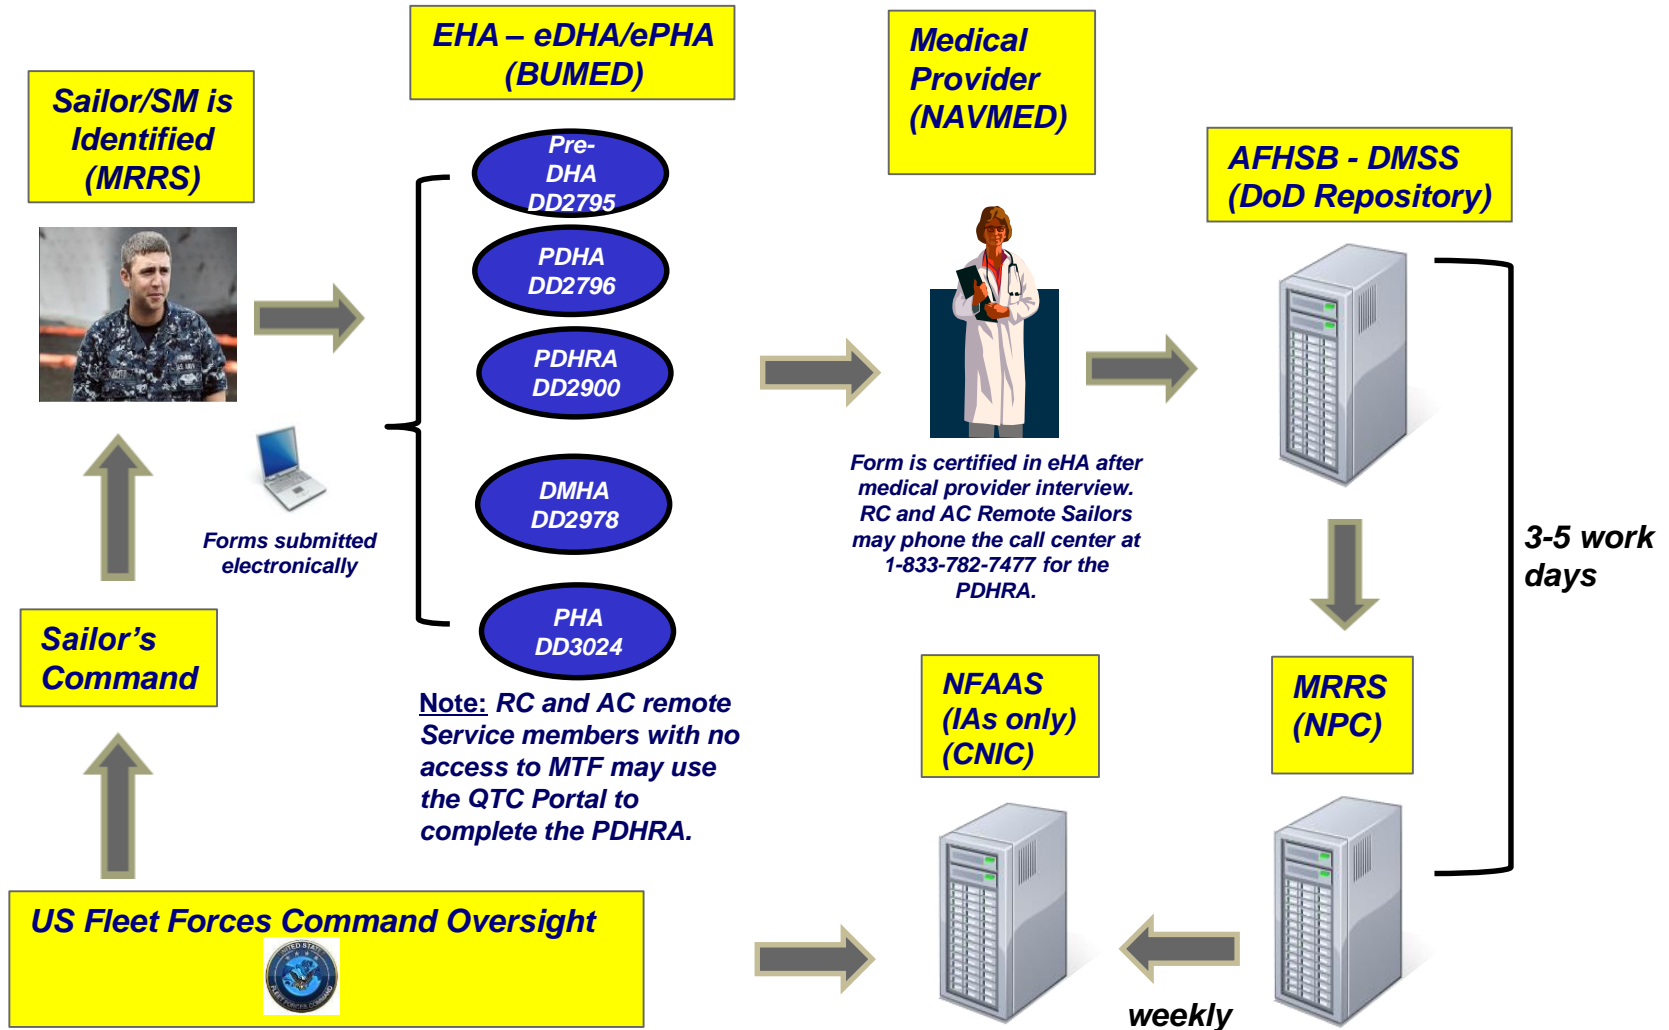 EHA – eDHA/ePHA
(BUMED)
Medical
Provider
(NAVMED)
Sailor/SM is
Identified
(MRRS)
AFHSB - DMSS
(DoD Repository)
Pre-
DHA
DD2795
PDHA
DD2796
PDHRA
DD2900
DMHA
DD2978
PHA
DD3024
Forms submitted
electronically
Form is certified in eHA after
medical provider interview.
RC and AC Remote Sailors
may phone the call center at
1-833-782-7477 for the
PDHRA.
3-5 work
days
Sailor’s
Command
Note: RC and AC remote
Service members with no
access to MTF may use
the QTC Portal to
complete the PDHRA.
NFAAS
(IAs only)
(CNIC)
MRRS
(NPC)
US Fleet Forces Command Oversight
UNITED STATES
FLEET FORCES COMMAND
weekly